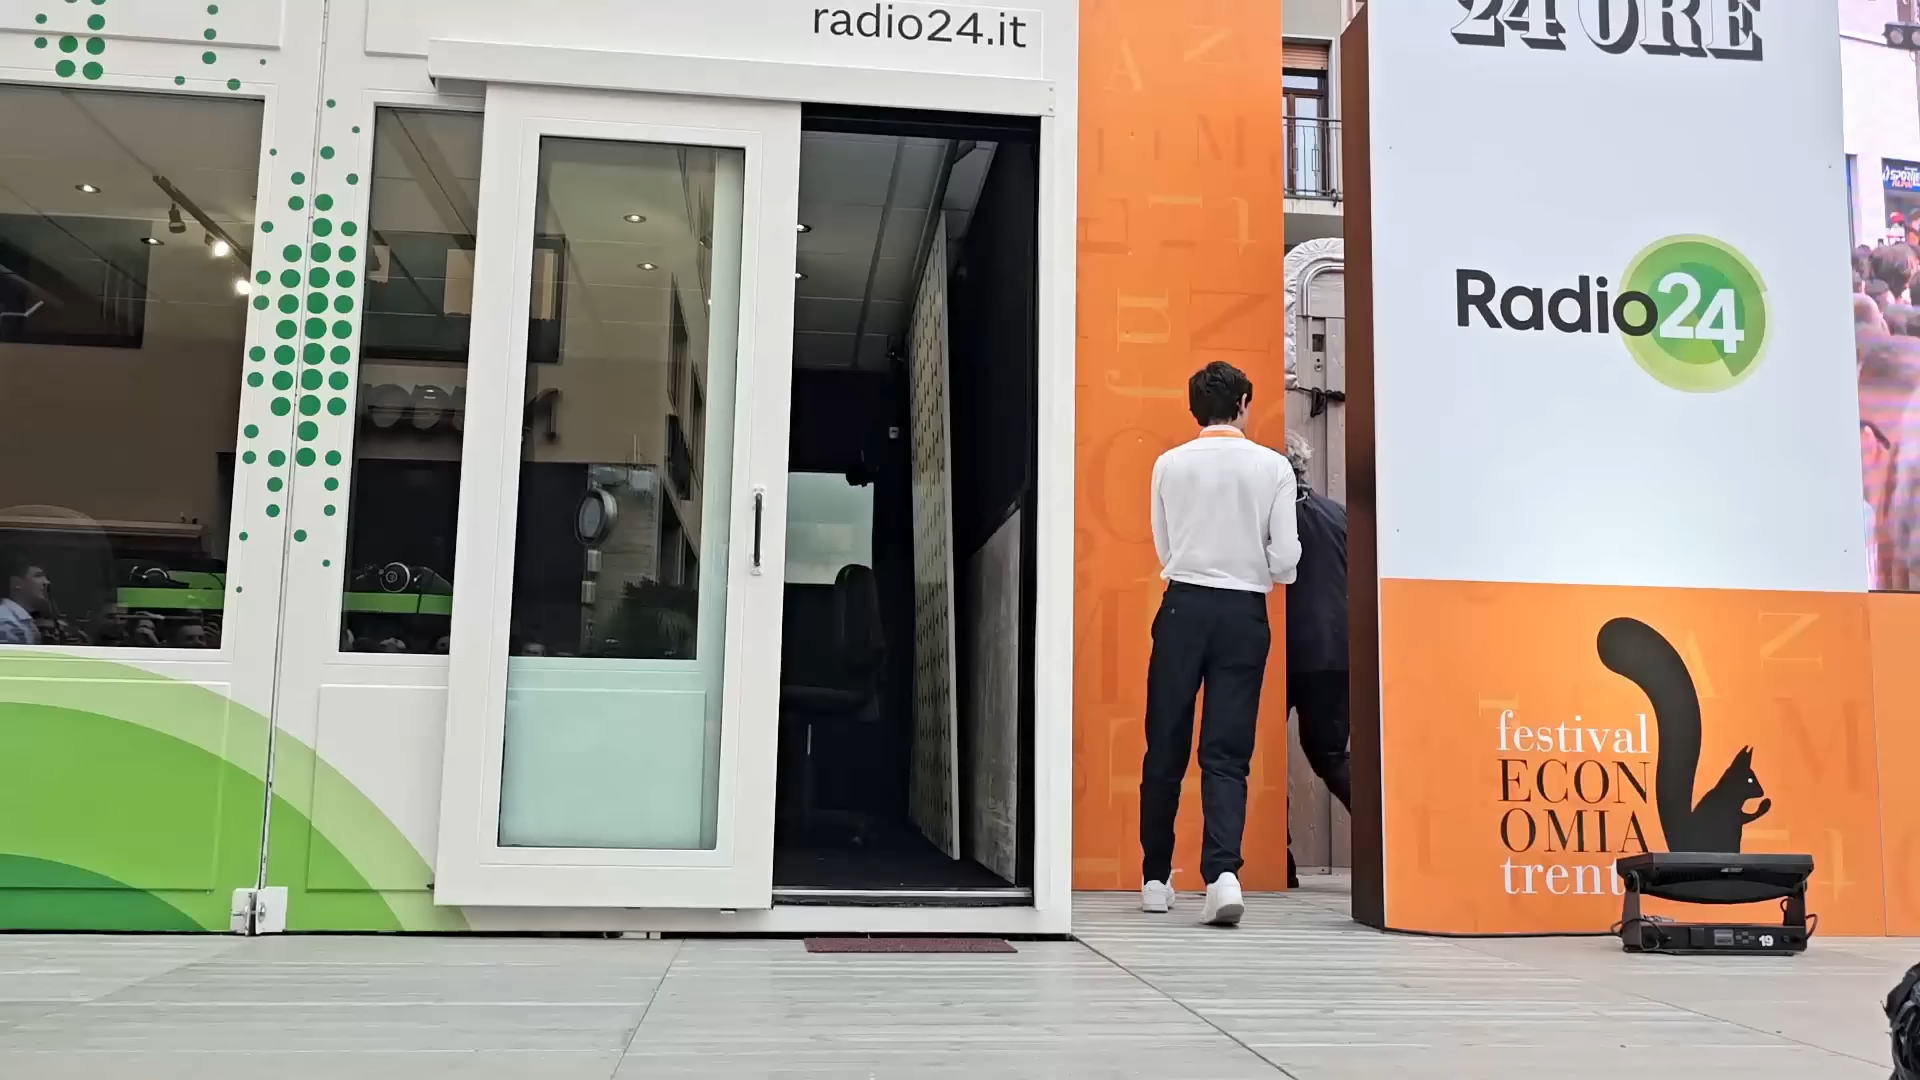 radio24.it
24 ORE
Radio24
festival
ECON
OMIA
trent
19